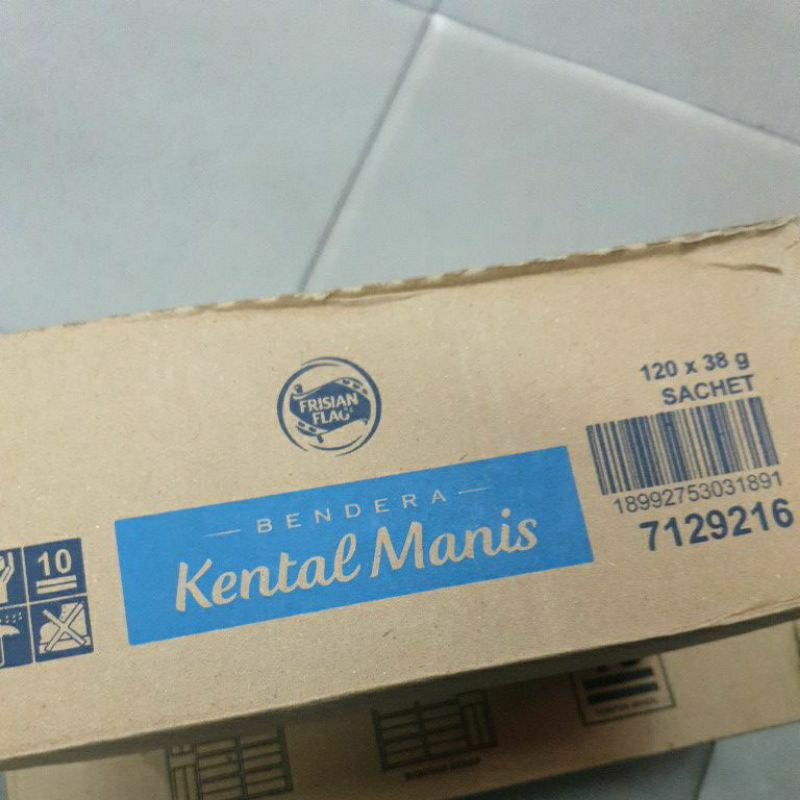 FRISIAN
FLAG
BENDERA
Kental Manis
120 x 38 g
SACHET
18992753031891
7129216
10